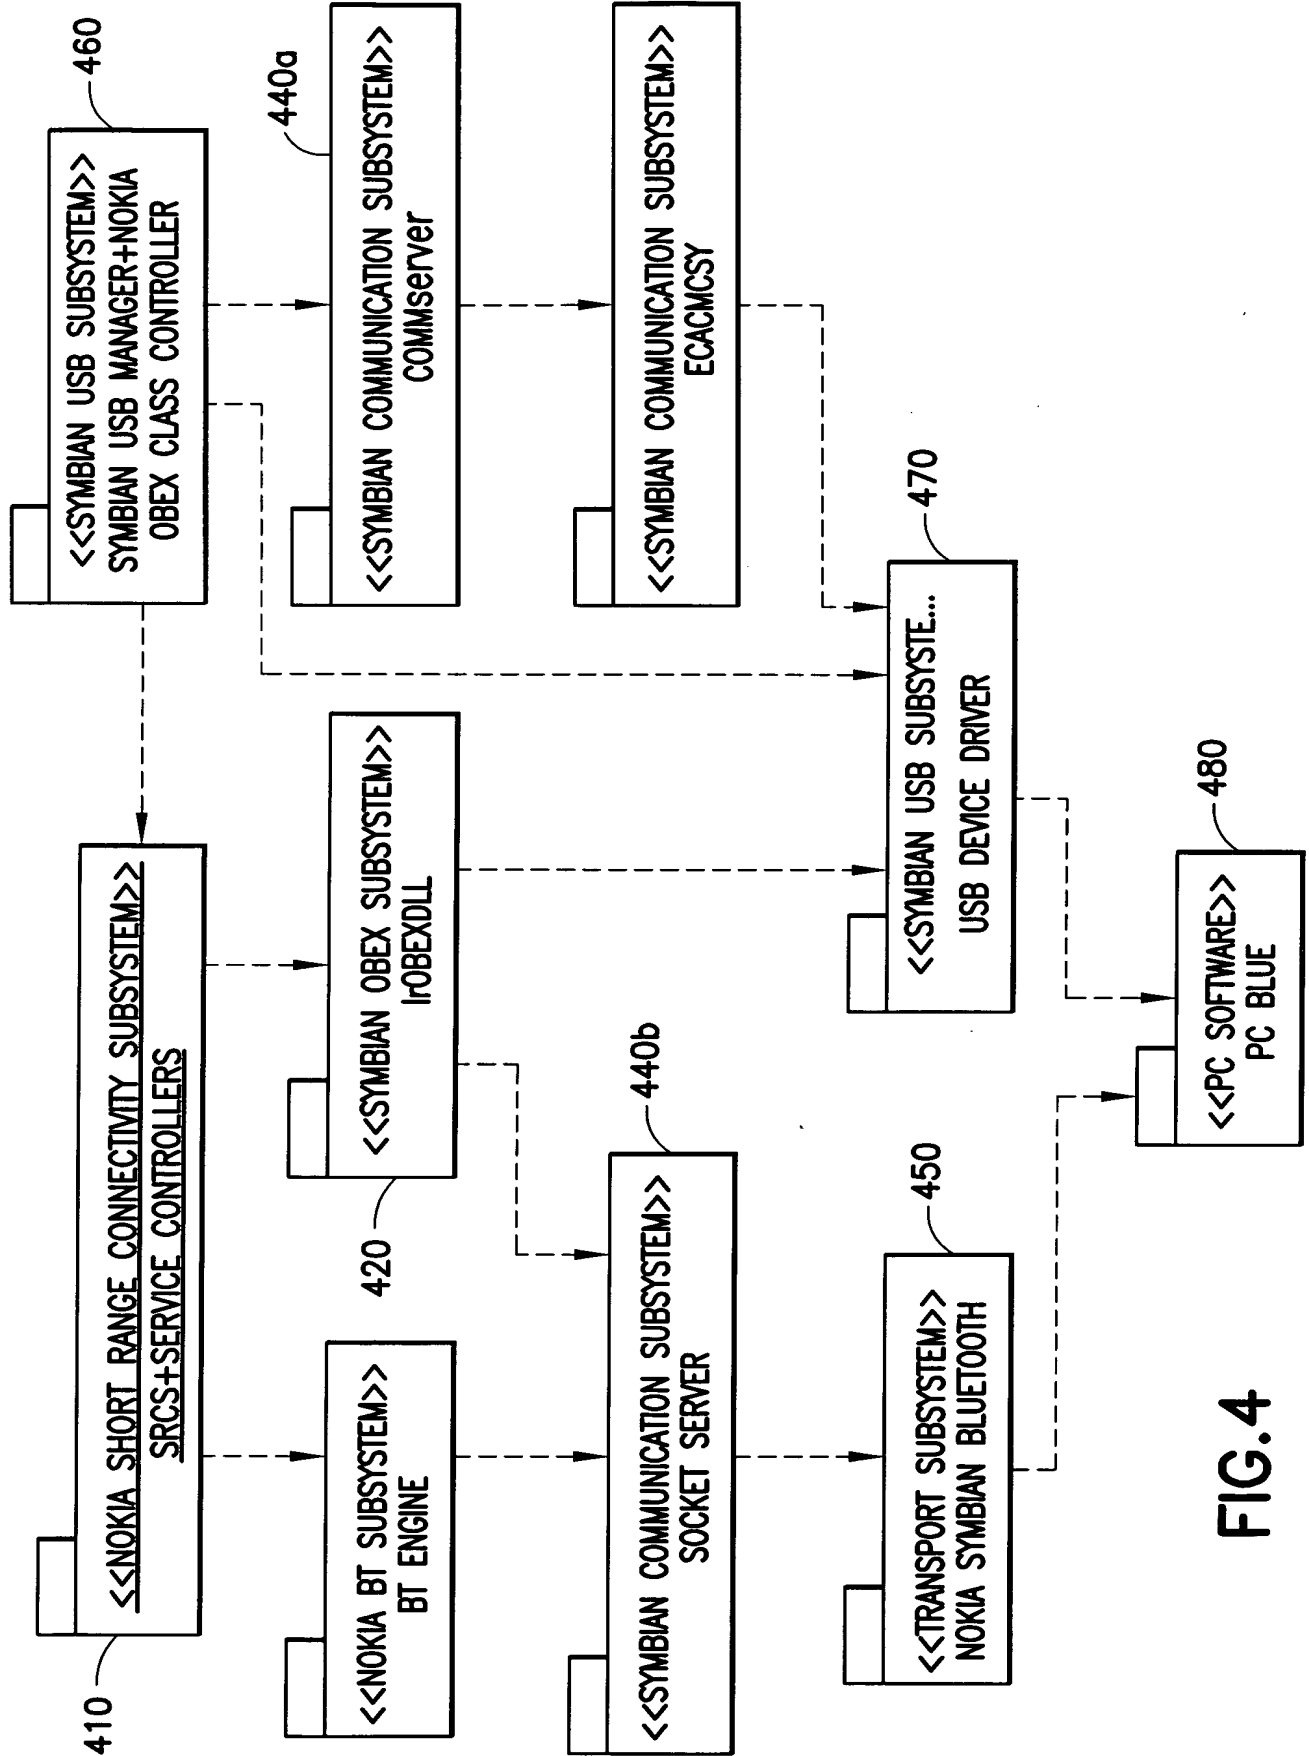 410
<<NOKIA SHORT RANGE CONNECTIVITY SUBSYSTEM>>
SRCS+SERVICE CONTROLLERS
460
<<SYMBIAN USB SUBSYSTEM>>
SYMBIAN USB MANAGER+NOKIA
OBEX CLASS CONTROLLER
<<NOKIA BT SUBSYSTEM>>
BT ENGINE
420
<<SYMBIAN OBEX SUBSYSTEM>>
IrOBEXDLL
440a
<<SYMBIAN COMMUNICATION SUBSYSTEM>>
COMMserver
440b
<<SYMBIAN COMMUNICATION SUBSYSTEM>>
SOCKET SERVER
<<SYMBIAN COMMUNICATION SUBSYSTEM>>
ECACMCSY
450
<<TRANSPORT SUBSYSTEM>>
NOKIA SYMBIAN BLUETOOTH
470
<<SYMBIAN USB SUBSYSTE...
USB DEVICE DRIVER
480
<<PC SOFTWARE>>
PC BLUE
FIG.4